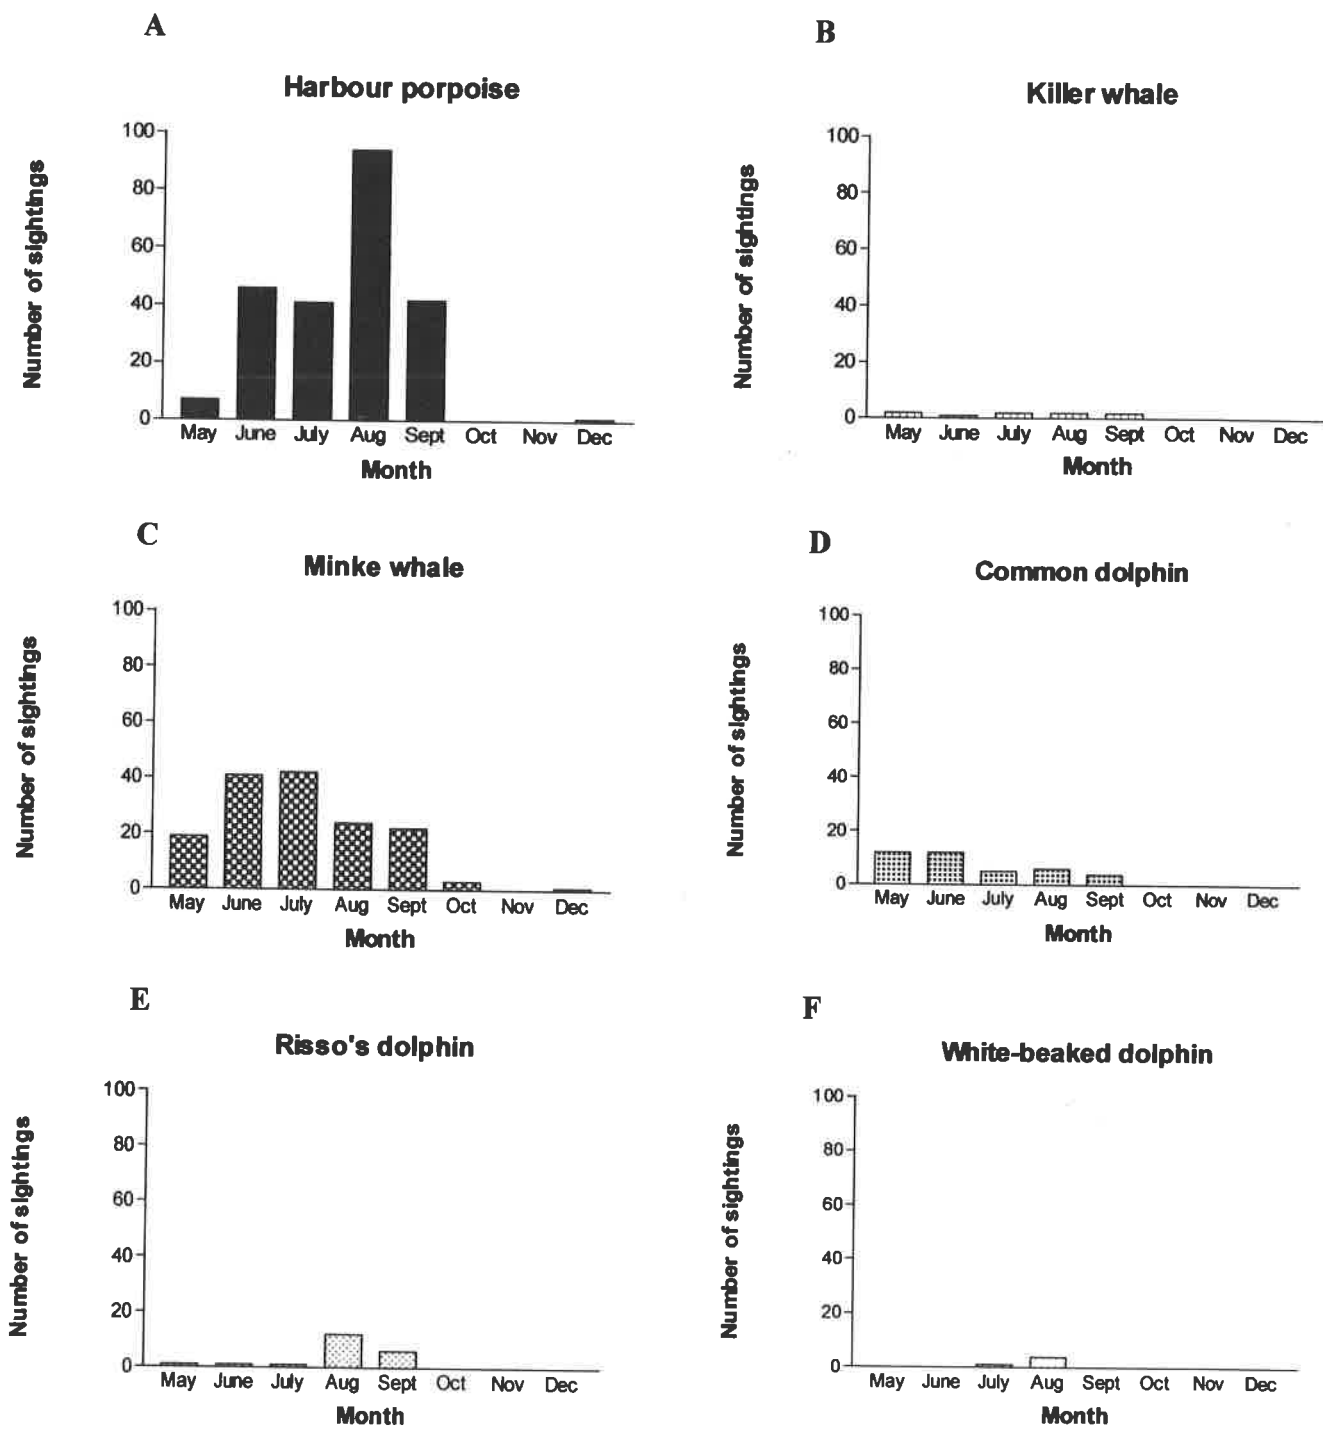 A
Harbour porpoise
Number of sightings
100
80
60
40
20
0
May June July Aug Sept Oct Nov Dec
Month
B
Killer whale
Number of sightings
100
80
60
40
20
0
May June July Aug Sept Oct Nov Dec
Month
C
Minke whale
Number of sightings
100
80
60
40
20
0
May June July Aug Sept Oct Nov Dec
Month
D
Common dolphin
Number of sightings
100
80
60
40
20
0
May June July Aug Sept Oct Nov Dec
Month
E
Risso's dolphin
Number of sightings
100
80
60
40
20
0
May June July Aug Sept Oct Nov Dec
Month
F
White-beaked dolphin
Number of sightings
100
80
60
40
20
0
May June July Aug Sept Oct Nov Dec
Month